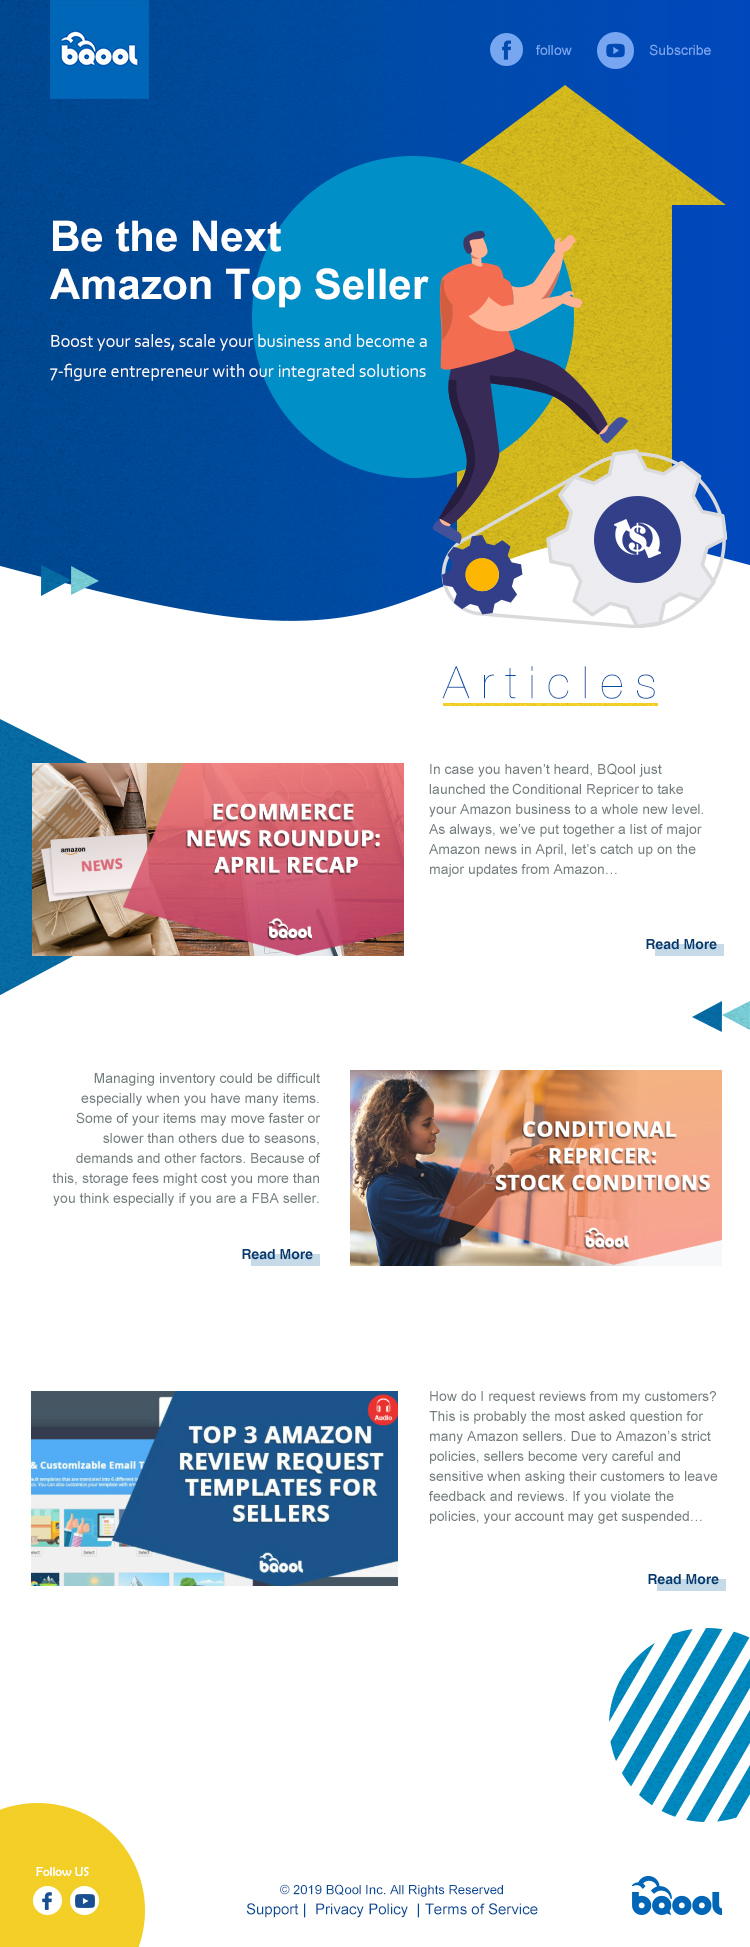 bqool
follow
Subscribe
Be the Next
Amazon Top Seller
Boost your sales, scale your business and become a
7-figure entrepreneur with our integrated solutions
Articles
amazon
NEWS
ECOMMERCE
NEWS ROUNDUP:
APRIL RECAP
bqool
In case you haven't heard, BQool just
launched the Conditional Repricer to take
your Amazon business to a whole new level.
As always, we've put together a list of major
Amazon news in April, let's catch up on the
major updates from Amazon…
Read More
Managing inventory could be difficult
especially when you have many items.
Some of your items may move faster or
slower than others due to seasons,
demands and other factors. Because of
this, storage fees might cost you more than
you think especially if you are a FBA seller.
Read More
CONDITIONAL
REPRICER:
STOCK CONDITIONS
bqool
Audio
& Customizable Email T
TOP 3 AMAZON
REVIEW REQUEST
TEMPLATES FOR
SELLERS
bqool
How do I request reviews from my customers?
This is probably the most asked question for
many Amazon sellers. Due to Amazon's strict
policies, sellers become very careful and
sensitive when asking their customers to leave
feedback and reviews. If you violate the
policies, your account may get suspended…
Read More
Follow US
© 2019 BQool Inc. All Rights Reserved
Support | Privacy Policy | Terms of Service
bqool